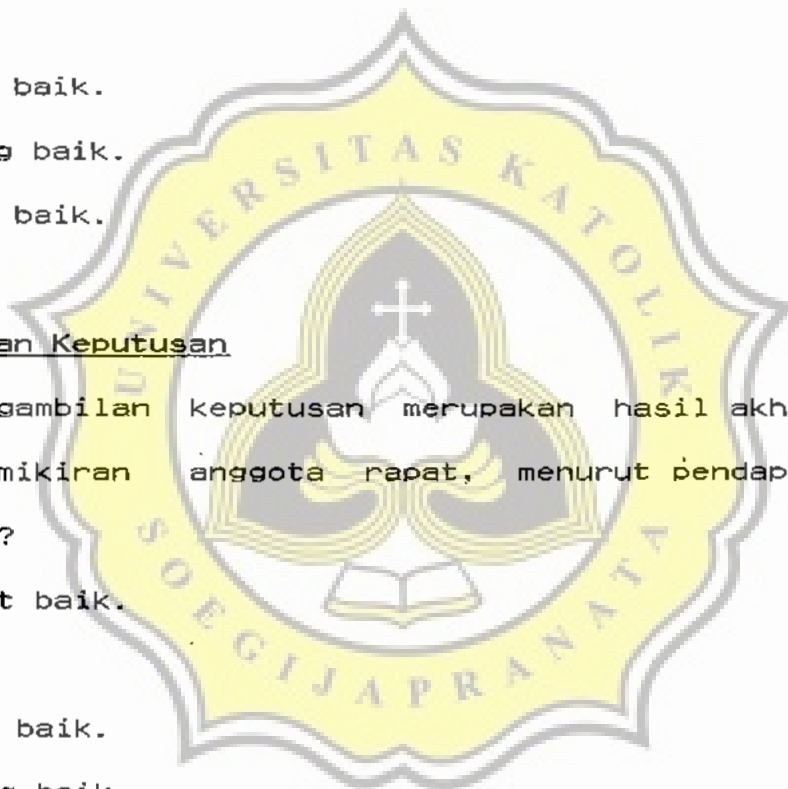 baik.
g baik.
baik.
an Keputusan
gambilan keputusan merupakan hasil akh
mikiran anggota rapat, menurut pendap
?
t baik.
baik.
g baik
UNIVERSITAS KATOLIK
SOEGIJAPRANATA